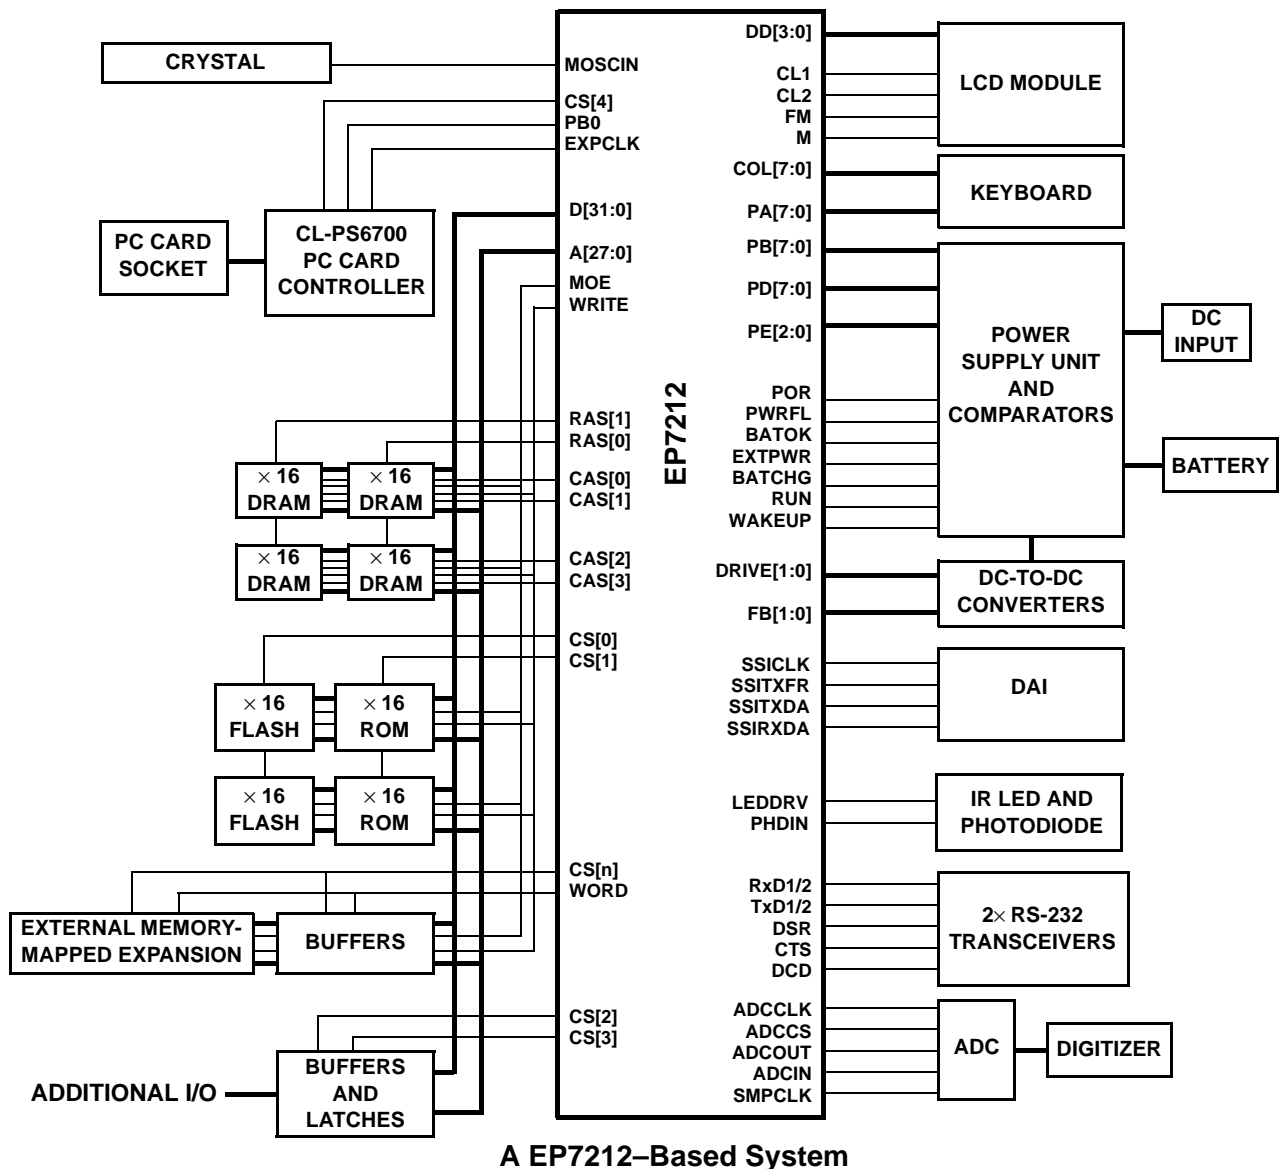 CRYSTAL
MOSCIN
CS[4]
PB0
EXPCLK
D[31:0]
A[27:0]
MOE
WRITE
PC CARD
SOCKET
CL-PS6700
PC CARD
CONTROLLER
RAS[1]
RAS[0]
CAS[0]
CAS[1]
× 16
DRAM
× 16
DRAM
CAS[2]
CAS[3]
× 16
DRAM
× 16
DRAM
CS[0]
CS[1]
× 16
FLASH
× 16
ROM
× 16
FLASH
× 16
ROM
CS[n]
WORD
EXTERNAL MEMORY-
MAPPED EXPANSION
BUFFERS
CS[2]
CS[3]
ADDITIONAL I/O
BUFFERS
AND
LATCHES
EP7212
DD[3:0]
CL1
CL2
FM
M
LCD MODULE
COL[7:0]
PA[7:0]
KEYBOARD
PB[7:0]
PD[7:0]
PE[2:0]
POR
PWRFL
BATOK
EXTPWR
BATCHG
RUN
WAKEUP
POWER
SUPPLY UNIT
AND
COMPARATORS
DC
INPUT
BATTERY
DRIVE[1:0]
FB[1:0]
DC-TO-DC
CONVERTERS
SSICLK
SSITXFR
SSITXDA
SSIRXDA
DAI
LEDDRV
PHDIN
IR LED AND
PHOTODIODE
RxD1/2
TxD1/2
DSR
CTS
DCD
2× RS-232
TRANSCEIVERS
ADCCLK
ADCCS
ADCOUT
ADCIN
SMPCLK
ADC
DIGITIZER
A EP7212–Based System